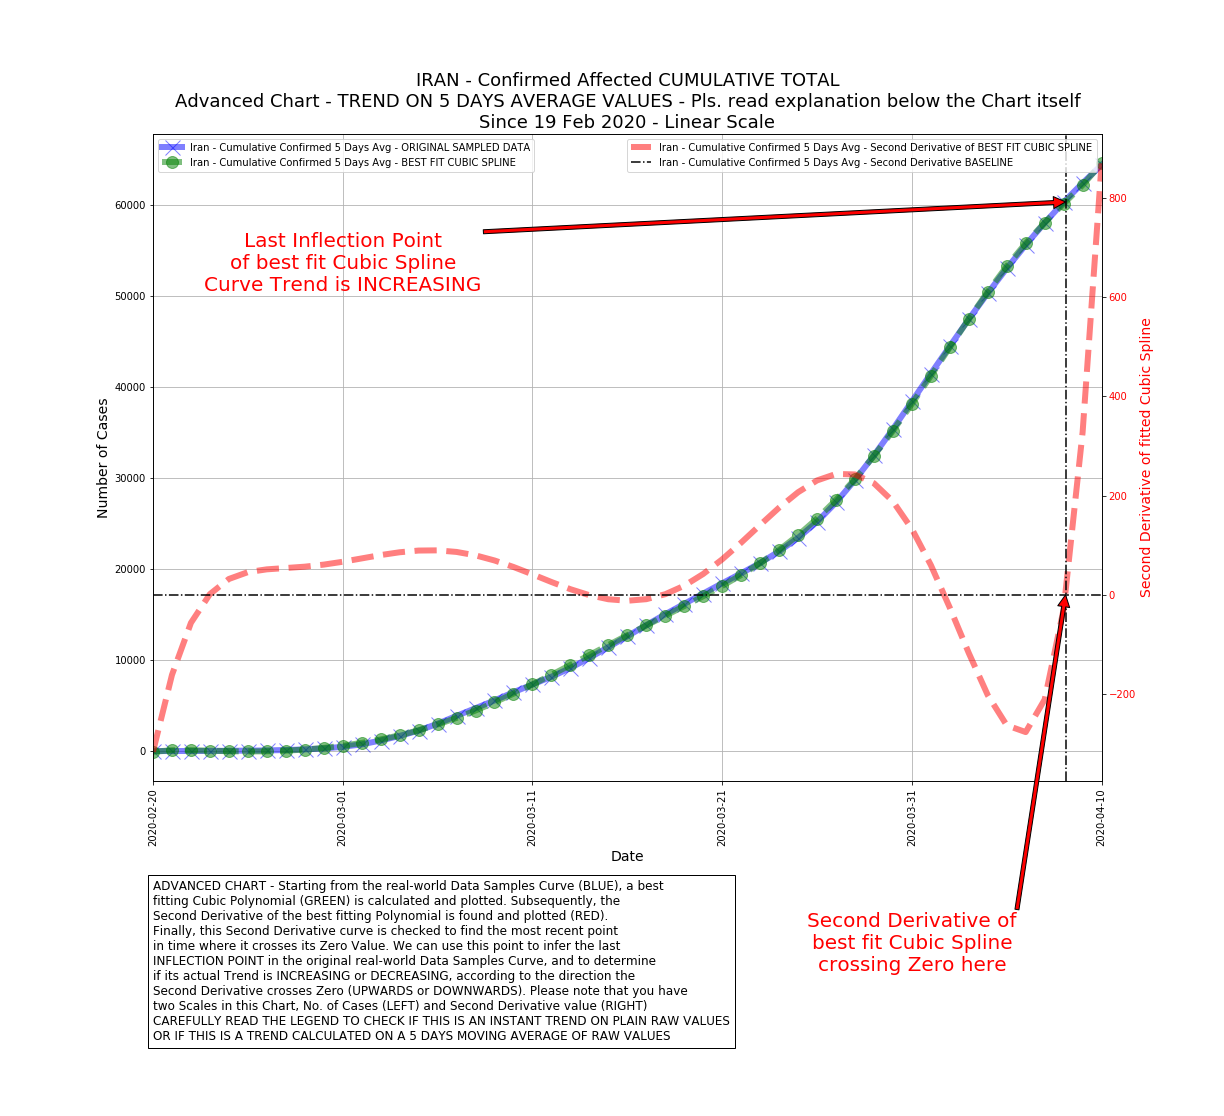 IRAN - Confirmed Affected CUMULATIVE TOTAL
Advanced Chart - TREND ON 5 DAYS AVERAGE VALUES - Pls. read explanation below the Chart itself
Since 19 Feb 2020 - Linear Scale
Iran - Cumulative Confirmed 5 Days Avg - ORIGINAL SAMPLED DATA
Iran - Cumulative Confirmed 5 Days Avg - BEST FIT CUBIC SPLINE
Iran - Cumulative Confirmed 5 Days Avg - Second Derivative of BEST FIT CUBIC SPLINE
Iran - Cumulative Confirmed 5 Days Avg - Second Derivative BASELINE
Last Inflection Point
of best fit Cubic Spline
Curve Trend is INCREASING
Number of Cases
60000
50000
40000
30000
20000
10000
0
800
600
400
200
0
−200
Second Derivative of fitted Cubic Spline
2020-02-20
2020-03-01
2020-03-11
2020-03-21
2020-03-31
2020-04-10
Date
ADVANCED CHART - Starting from the real-world Data Samples Curve (BLUE), a best
fitting Cubic Polynomial (GREEN) is calculated and plotted. Subsequently, the
Second Derivative of the best fitting Polynomial is found and plotted (RED).
Finally, this Second Derivative curve is checked to find the most recent point
in time where it crosses its Zero Value. We can use this point to infer the last
INFLECTION POINT in the original real-world Data Samples Curve, and to determine
if its actual Trend is INCREASING or DECREASING, according to the direction the
Second Derivative crosses Zero (UPWARDS or DOWNWARDS). Please note that you have
two Scales in this Chart, No. of Cases (LEFT) and Second Derivative value (RIGHT)
CAREFULLY READ THE LEGEND TO CHECK IF THIS IS AN INSTANT TREND ON PLAIN RAW VALUES
OR IF THIS IS A TREND CALCULATED ON A 5 DAYS MOVING AVERAGE OF RAW VALUES
Second Derivative of
best fit Cubic Spline
crossing Zero here